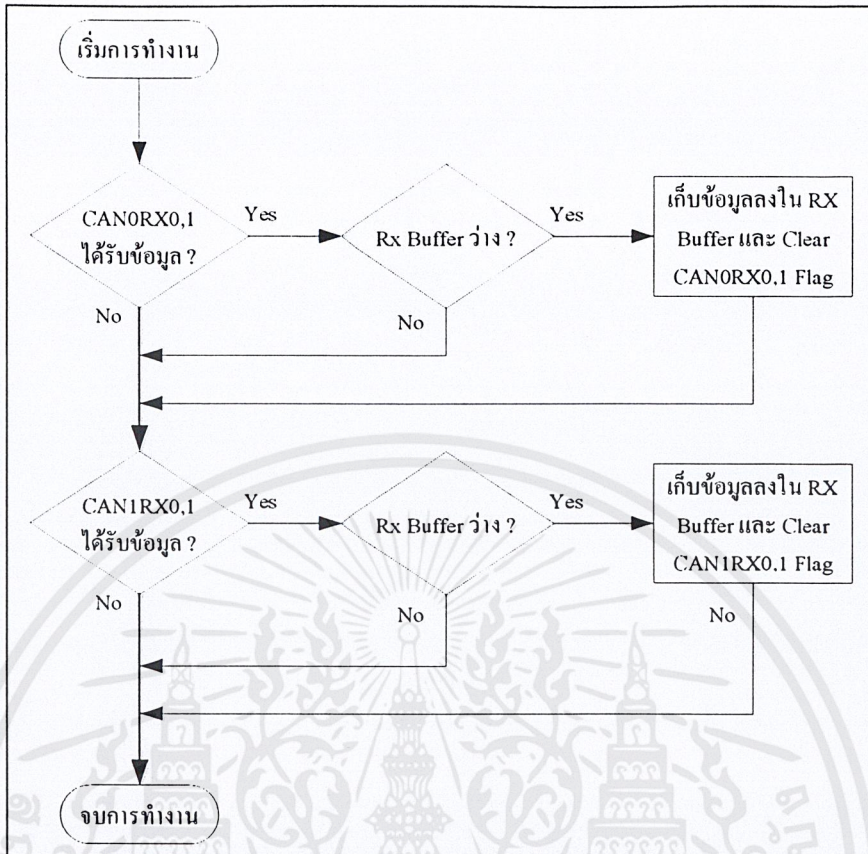 เริ่มการทำงาน
CAN0RX0,1
ได้รับข้อมูล ?
Yes
Rx Buffer ว่าง ?
Yes
เก็บข้อมูลลงใน RX
Buffer และ Clear
CAN0RX0,1 Flag
No
No
CAN1RX0,1
ได้รับข้อมูล ?
Yes
Rx Buffer ว่าง ?
Yes
เก็บข้อมูลลงใน RX
Buffer และ Clear
CAN1RX0,1 Flag
No
No
No
จบการทำงาน